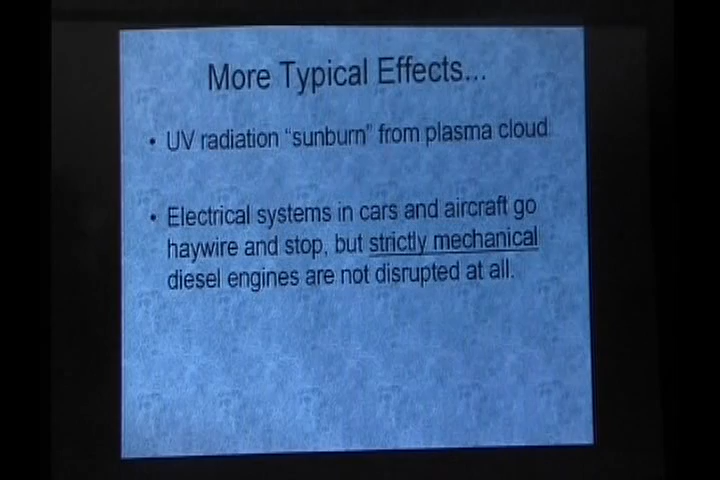 More Typical Effects...
• UV radiation “sunburn” from plasma cloud
• Electrical systems in cars and aircraft go
haywire and stop, but strictly mechanical
diesel engines are not disrupted at all.